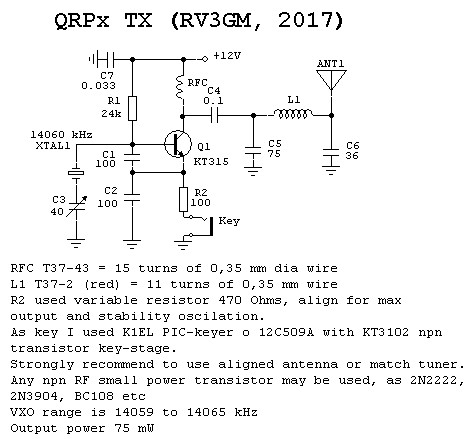 QRPx TX (RV3GM, 2017)
+12V
C7
0.033
RFC
ANT1
R1
24k
C4
0.1
L1
14060 kHz
XTAL1
C1
100
Q1
KT315
C5
75
C6
36
C3
40
C2
100
R2
100
Key
RFC T37-43 = 15 turns of 0,35 mm dia wire
L1 T37-2 (red) = 11 turns of 0,35 mm wire
R2 used variable resistor 470 Ohms, align for max
output and stability oscilation.
As key I used K1EL PIC-keyer o 12C509A with KT3102 npn
transistor key-stage.
Strongly recommend to use aligned antenna or match tuner.
Any npn RF small power transistor may be used, as 2N2222,
2N3904, BC108 etc
VXO range is 14059 to 14065 kHz
Output power 75 mW